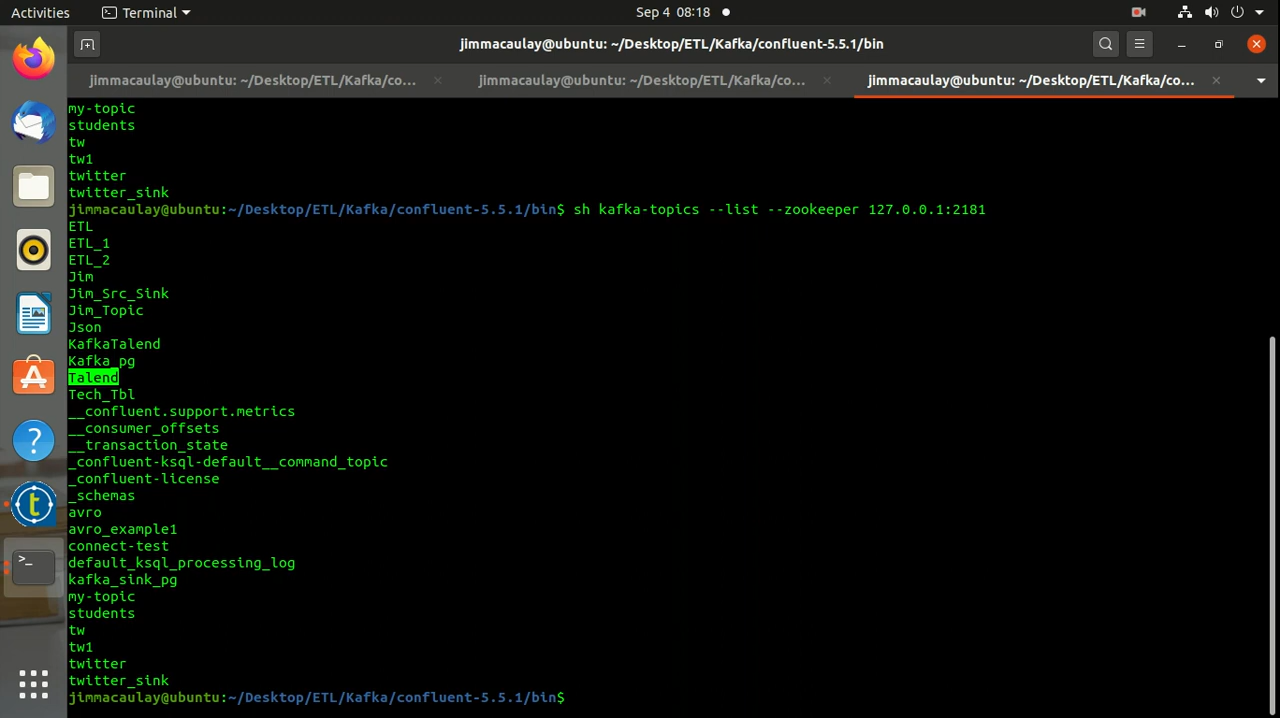 Activities
Terminal
Sep 4 08:18
jimmacaulay@ubuntu: ~/Desktop/ETL/Kafka/confluent-5.5.1/bin
jimmacaulay@ubuntu: ~/Desktop/ETL/Kafka/co...
jimmacaulay@ubuntu: ~/Desktop/ETL/Kafka/co...
jimmacaulay@ubuntu: ~/Desktop/ETL/Kafka/co...
my-topic
students
tw
tw1
twitter
twitter_sink
jimmacaulay@ubuntu:~/Desktop/ETL/Kafka/confluent-5.5.1/bin$ sh kafka-topics --list --zookeeper 127.0.0.1:2181
ETL
ETL_1
ETL_2
Jim
Jim_Src_Sink
Jim_Topic
Json
KafkaTalend
Kafka_pg
Talend
Tech_Tbl
__confluent.support.metrics
__consumer_offsets
__transaction_state
_confluent-ksql-default__command_topic
_confluent-license
_schemas
avro
avro_example1
connect-test
default_ksql_processing_log
kafka_sink_pg
my-topic
students
tw
tw1
twitter
twitter_sink
jimmacaulay@ubuntu:~/Desktop/ETL/Kafka/confluent-5.5.1/bin$